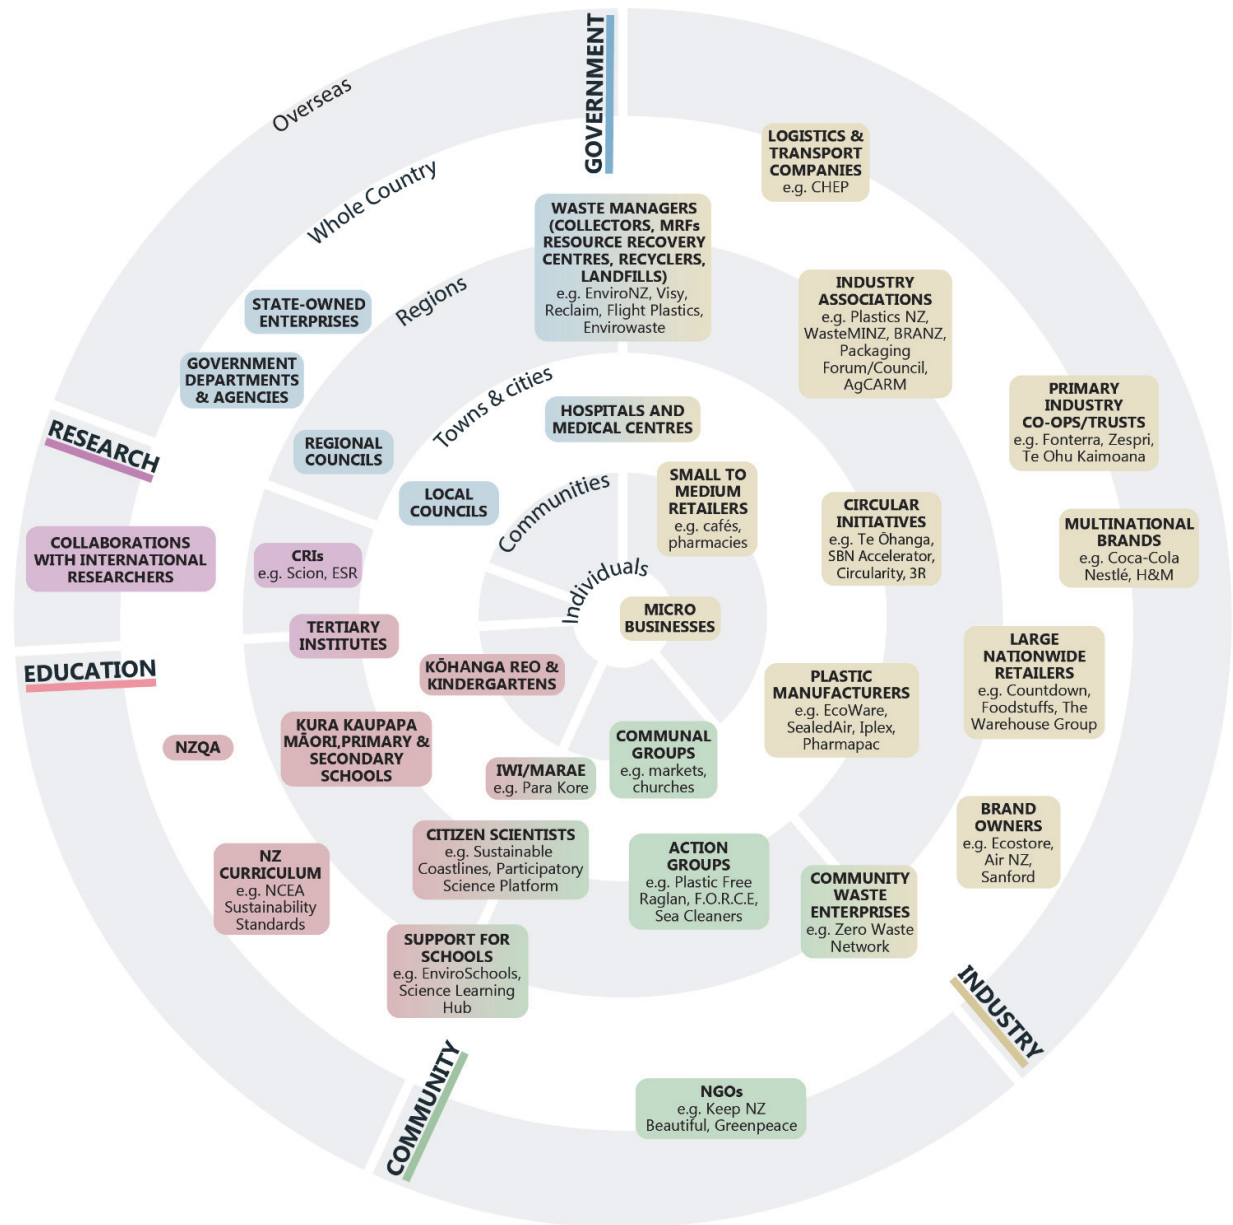 GOVERNMENT
Overseas
Whole Country
Regions
Towns & cities
Communities
Individuals
LOGISTICS &
TRANSPORT
COMPANIES
e.g. CHEP
WASTE MANAGERS
(COLLECTORS, MRFs
RESOURCE RECOVERY
CENTRES, RECYCLERS,
LANDFILLS)
e.g. EnviroNZ, Visy,
Reclaim, Flight Plastics,
Envirowaste
INDUSTRY
ASSOCIATIONS
e.g. Plastics NZ,
WasteMINZ, BRANZ,
Packaging
Forum/Council,
AgCARM
STATE-OWNED
ENTERPRISES
GOVERNMENT
DEPARTMENTS
& AGENCIES
PRIMARY
INDUSTRY
CO-OPS/TRUSTS
e.g. Fonterra, Zespri,
Te Ohu Kaimoana
HOSPITALS AND
MEDICAL CENTRES
REGIONAL
COUNCILS
LOCAL
COUNCILS
SMALL TO
MEDIUM
RETAILERS
e.g. cafés,
pharmacies
CIRCULAR
INITIATIVES
e.g. Te Ōhanga,
SBN Accelerator,
Circularity, 3R
MULTINATIONAL
BRANDS
e.g. Coca-Cola
Nestlé, H&M
RESEARCH
COLLABORATIONS
WITH INTERNATIONAL
RESEARCHERS
CRIs
e.g. Scion, ESR
MICRO
BUSINESSES
TERTIARY
INSTITUTES
LARGE
NATIONWIDE
RETAILERS
e.g. Countdown,
Foodstuffs, The
Warehouse Group
EDUCATION
KŌHANGA REO &
KINDERGARTENS
PLASTIC
MANUFACTURERS
e.g. EcoWare,
SealedAir, Iplex,
Pharmapac
NZQA
KURA KAUPAPA
MĀORI,PRIMARY &
SECONDARY
SCHOOLS
COMMUNAL
GROUPS
e.g. markets,
churches
IWI/MARAE
e.g. Para Kore
BRAND
OWNERS
e.g. Ecostore,
Air NZ,
Sanford
CITIZEN SCIENTISTS
e.g. Sustainable
Coastlines, Participatory
Science Platform
ACTION
GROUPS
e.g. Plastic Free
Raglan, F.O.R.C.E,
Sea Cleaners
NZ
CURRICULUM
e.g. NCEA
Sustainability
Standards
COMMUNITY
WASTE
ENTERPRISES
e.g. Zero Waste
Network
SUPPORT FOR
SCHOOLS
e.g. EnviroSchools,
Science Learning
Hub
INDUSTRY
COMMUNITY
NGOs
e.g. Keep NZ
Beautiful, Greenpeace